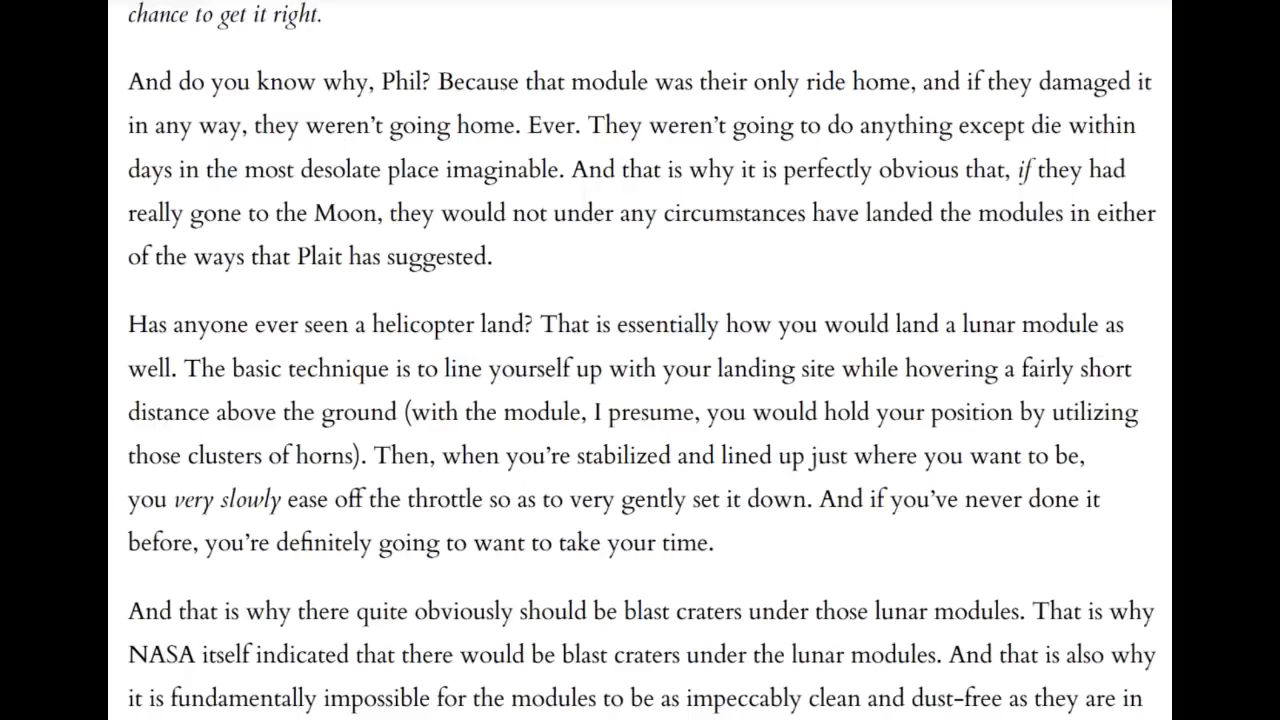 chance to get it right.
And do you know why, Phil? Because that module was their only ride home, and if they damaged it
in any way, they weren’t going home. Ever. They weren’t going to do anything except die within
days in the most desolate place imaginable. And that is why it is perfectly obvious that, if they had
really gone to the Moon, they would not under any circumstances have landed the modules in either
of the ways that Plait has suggested.
Has anyone ever seen a helicopter land? That is essentially how you would land a lunar module as
well. The basic technique is to line yourself up with your landing site while hovering a fairly short
distance above the ground (with the module, I presume, you would hold your position by utilizing
those clusters of horns). Then, when you’re stabilized and lined up just where you want to be,
you very slowly ease off the throttle so as to very gently set it down. And if you’ve never done it
before, you’re definitely going to want to take your time.
And that is why there quite obviously should be blast craters under those lunar modules. That is why
NASA itself indicated that there would be blast craters under the lunar modules. And that is also why
it is fundamentally impossible for the modules to be as impeccably clean and dust-free as they are in